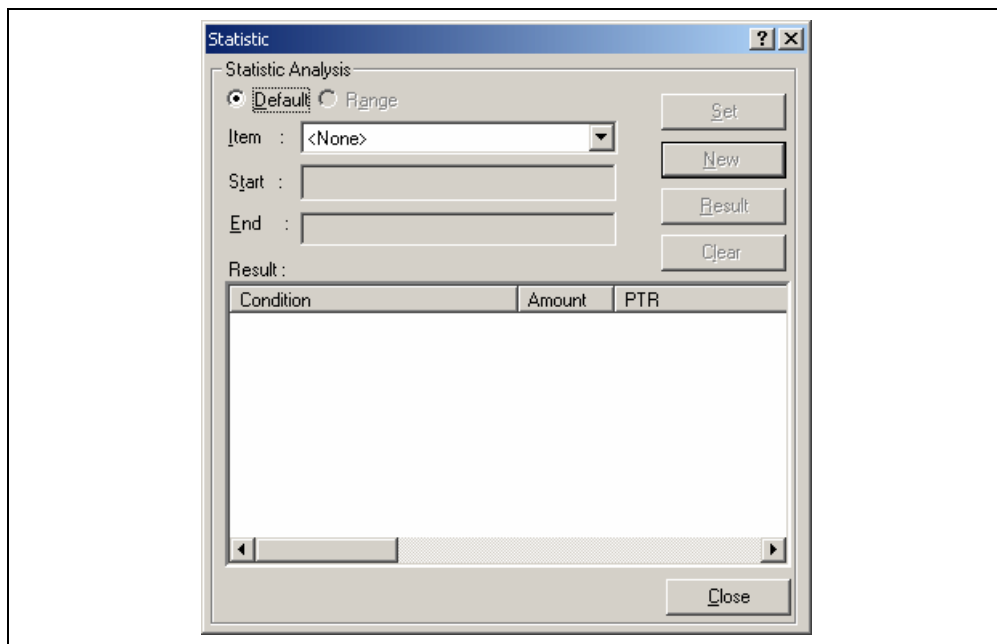 Statistic
Statistic Analysis
Default Range
Set
Item : <None>
New
Start :
Result
End :
Clear
Result :
Condition Amount PTR
Close